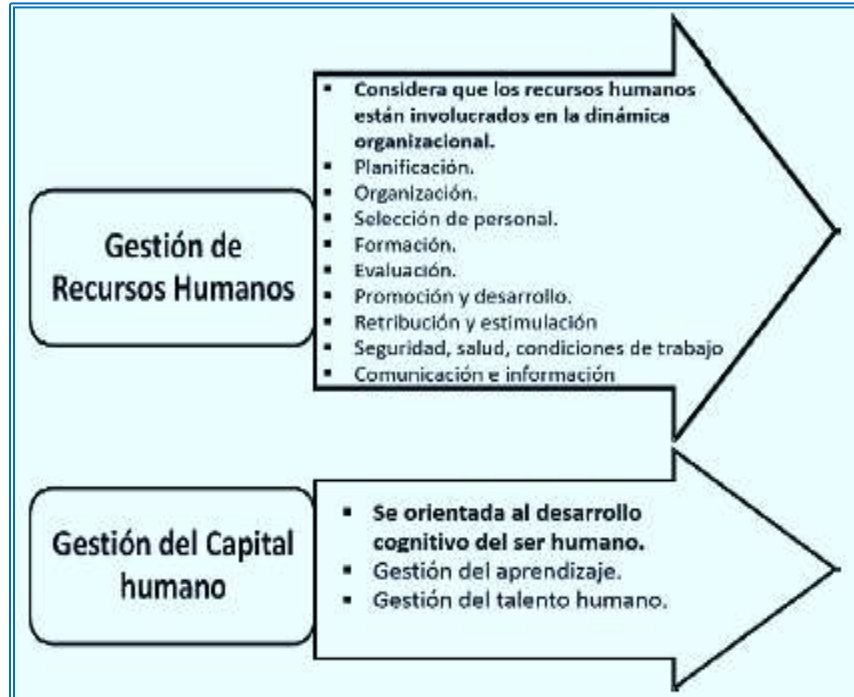 Gestión de
Recursos Humanos
▪ Considera que los recursos humanos
están involucrados en la dinámica
organizacional.
▪ Planificación.
▪ Organización.
▪ Selección de personal.
▪ Formación.
▪ Evaluación.
▪ Promoción y desarrollo.
▪ Retribución y estimulación
▪ Seguridad, salud, condiciones de trabajo
▪ Comunicación e información
Gestión del Capital
humano
▪ Se orientada al desarrollo
cognitivo del ser humano.
▪ Gestión del aprendizaje.
▪ Gestión del talento humano.